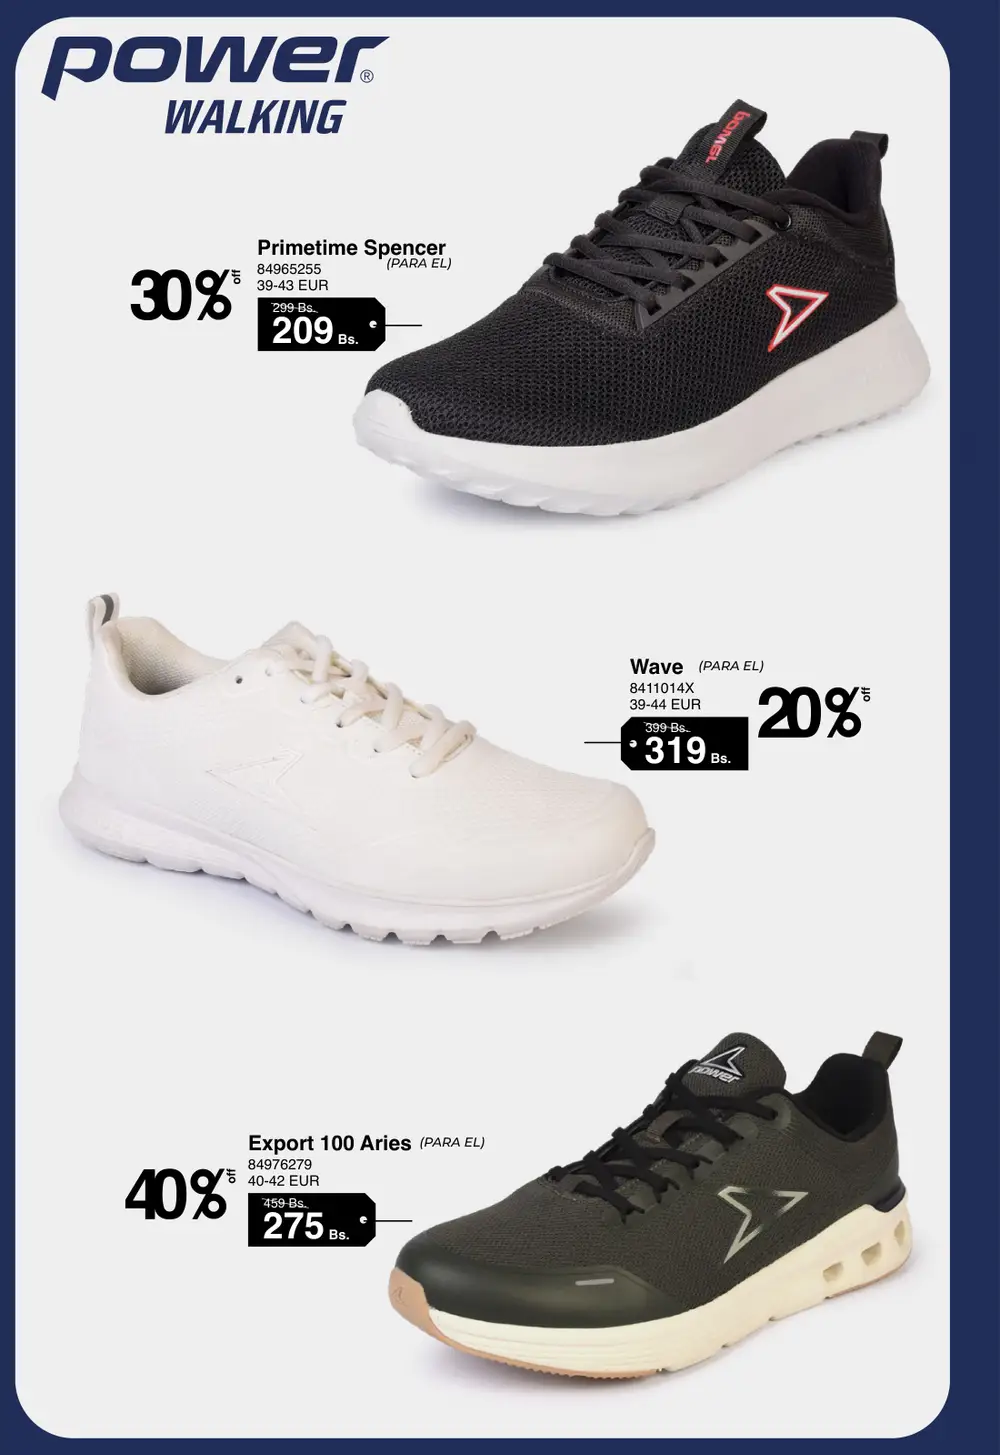 power®
WALKING
power
Primetime Spencer
(PARA EL)
84965255
39-43 EUR
30% off
299 Bs.
209 Bs.
Wave (PARA EL)
8411014X
39-44 EUR
399 Bs.
319 Bs.
20% off
power
Export 100 Aries (PARA EL)
84976279
40-42 EUR
40% off
459 Bs.
275 Bs.